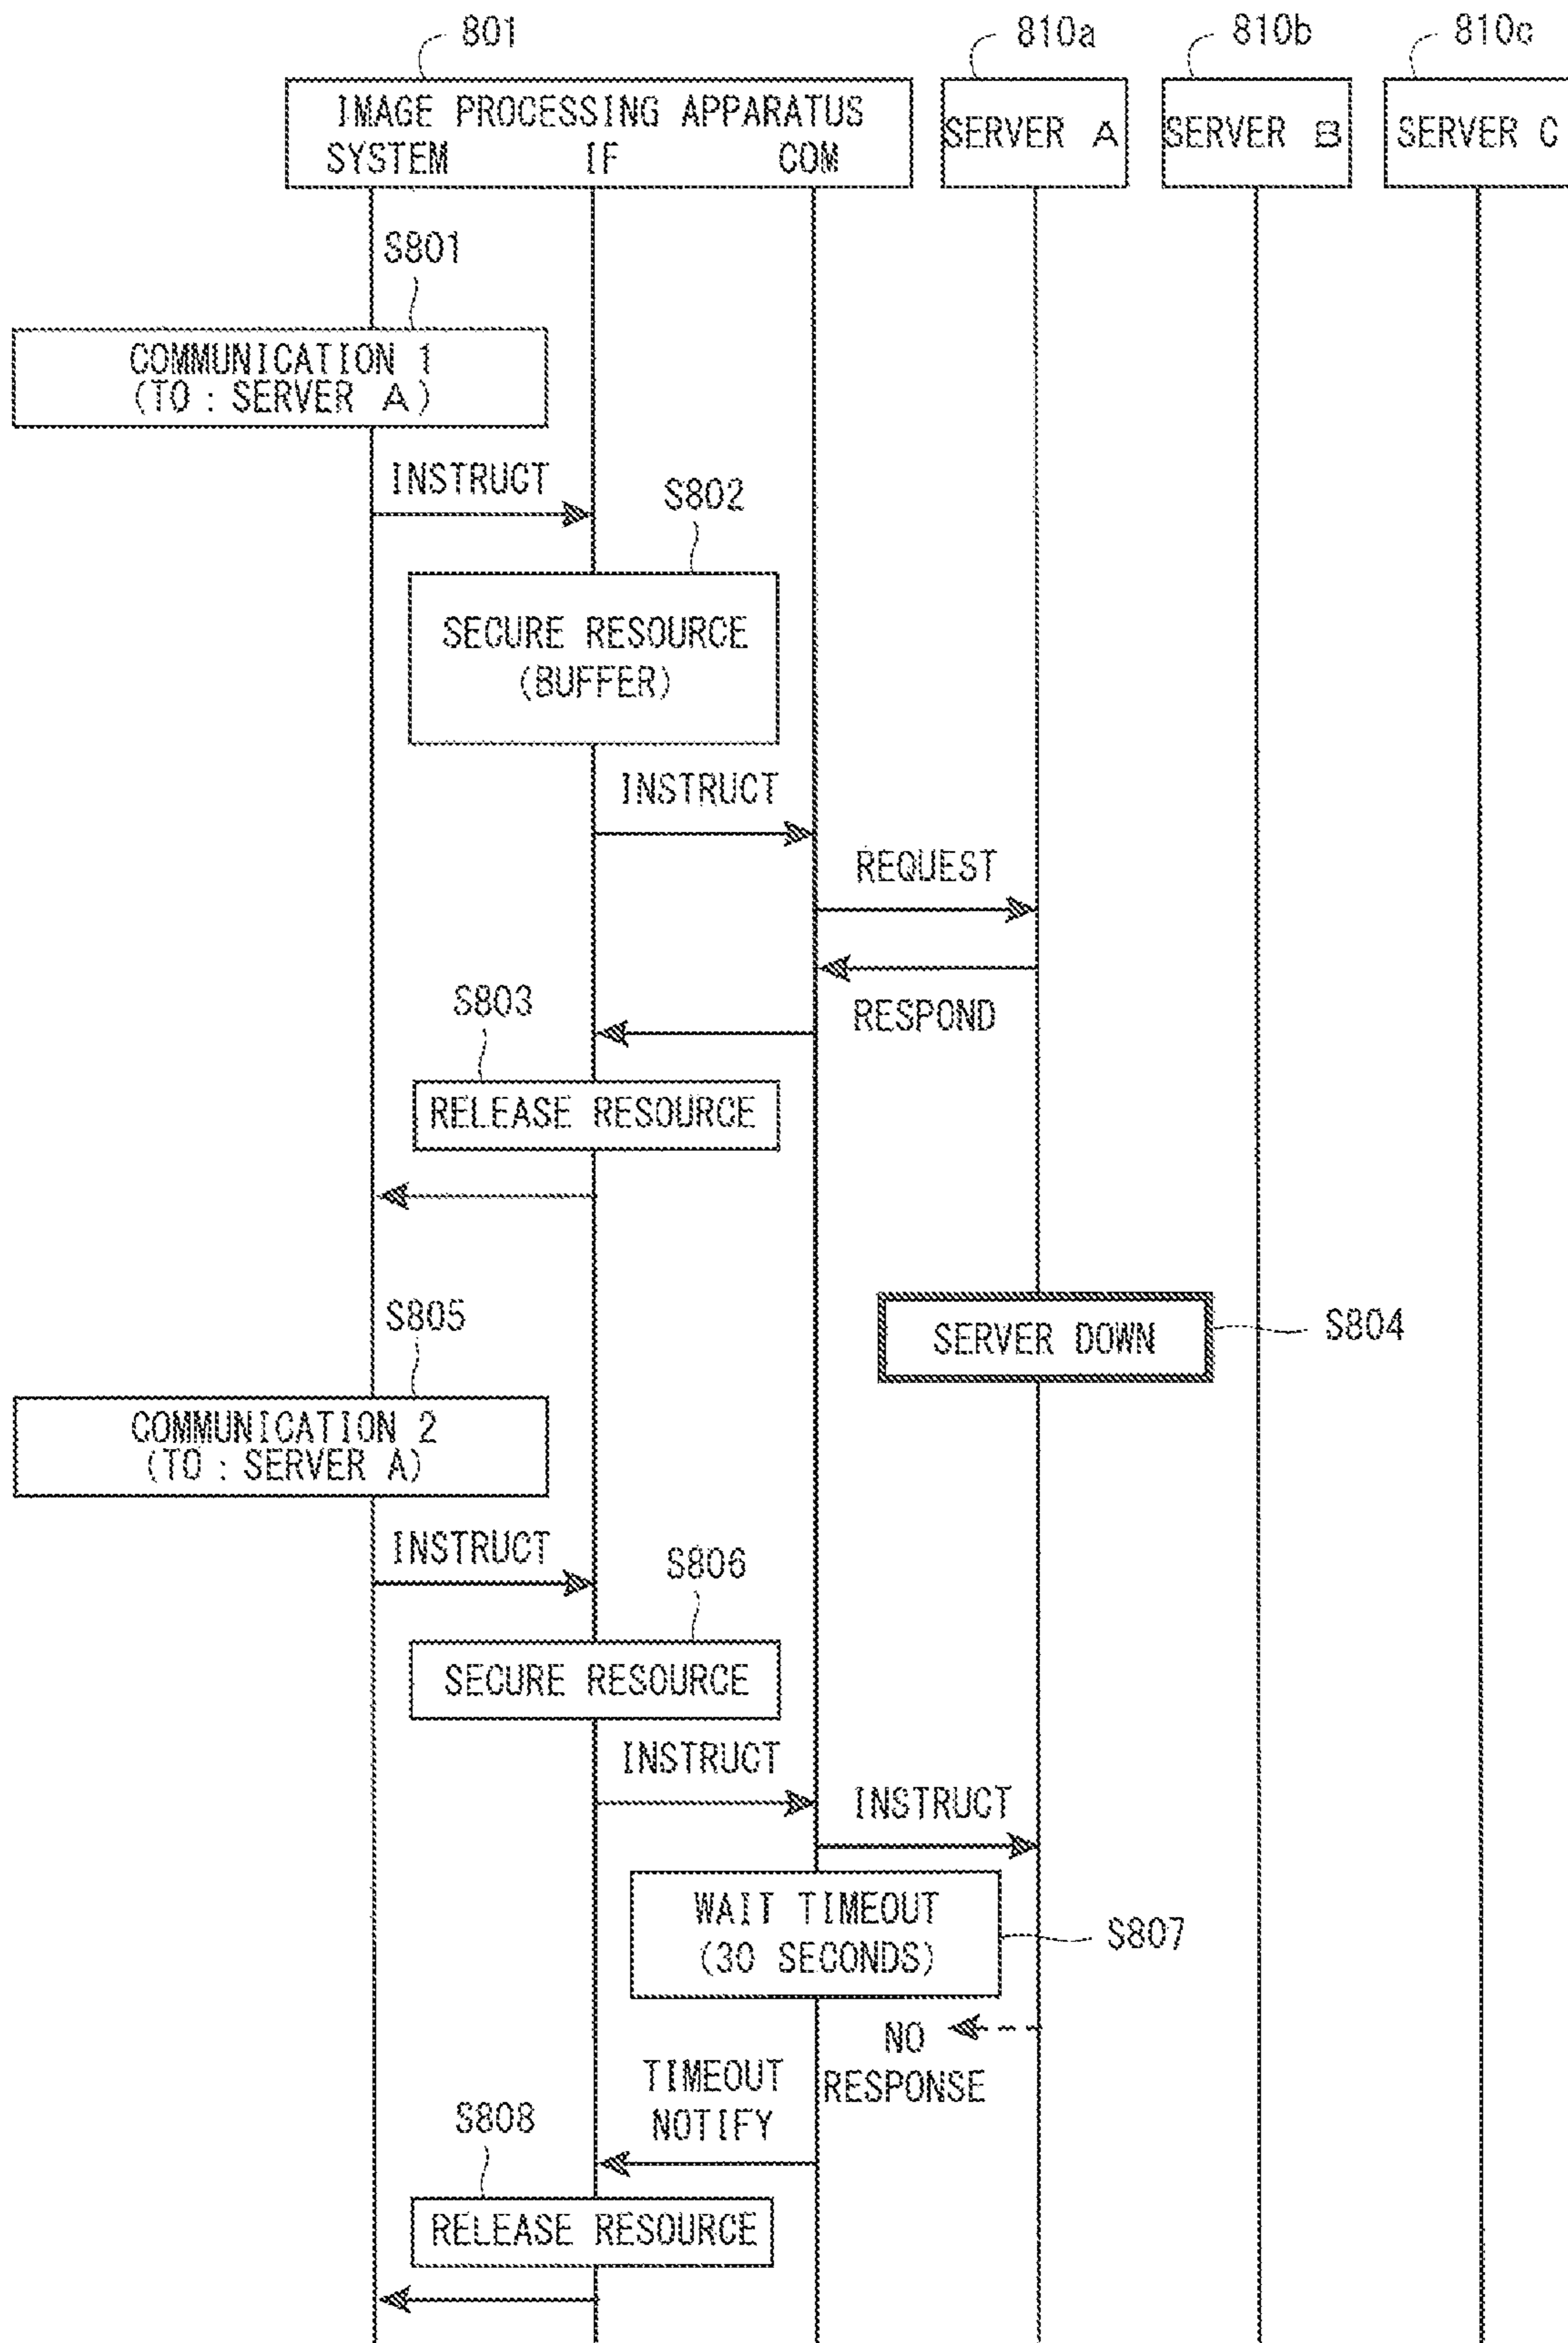 801
810a
810b
810c
IMAGE PROCESSING APPARATUS
SYSTEM IF COM
SERVER A
SERVER B
SERVER C
S801
COMMUNICATION 1
(TO : SERVER A)
INSTRUCT
S802
SECURE RESOURCE
(BUFFER)
INSTRUCT
REQUEST
RESPOND
S803
RELEASE RESOURCE
SERVER DOWN
S804
S805
COMMUNICATION 2
(TO : SERVER A)
INSTRUCT
S806
SECURE RESOURCE
INSTRUCT
INSTRUCT
WAIT TIMEOUT
(30 SECONDS)
S807
NO
RESPONSE
TIMEOUT
NOTIFY
S808
RELEASE RESOURCE